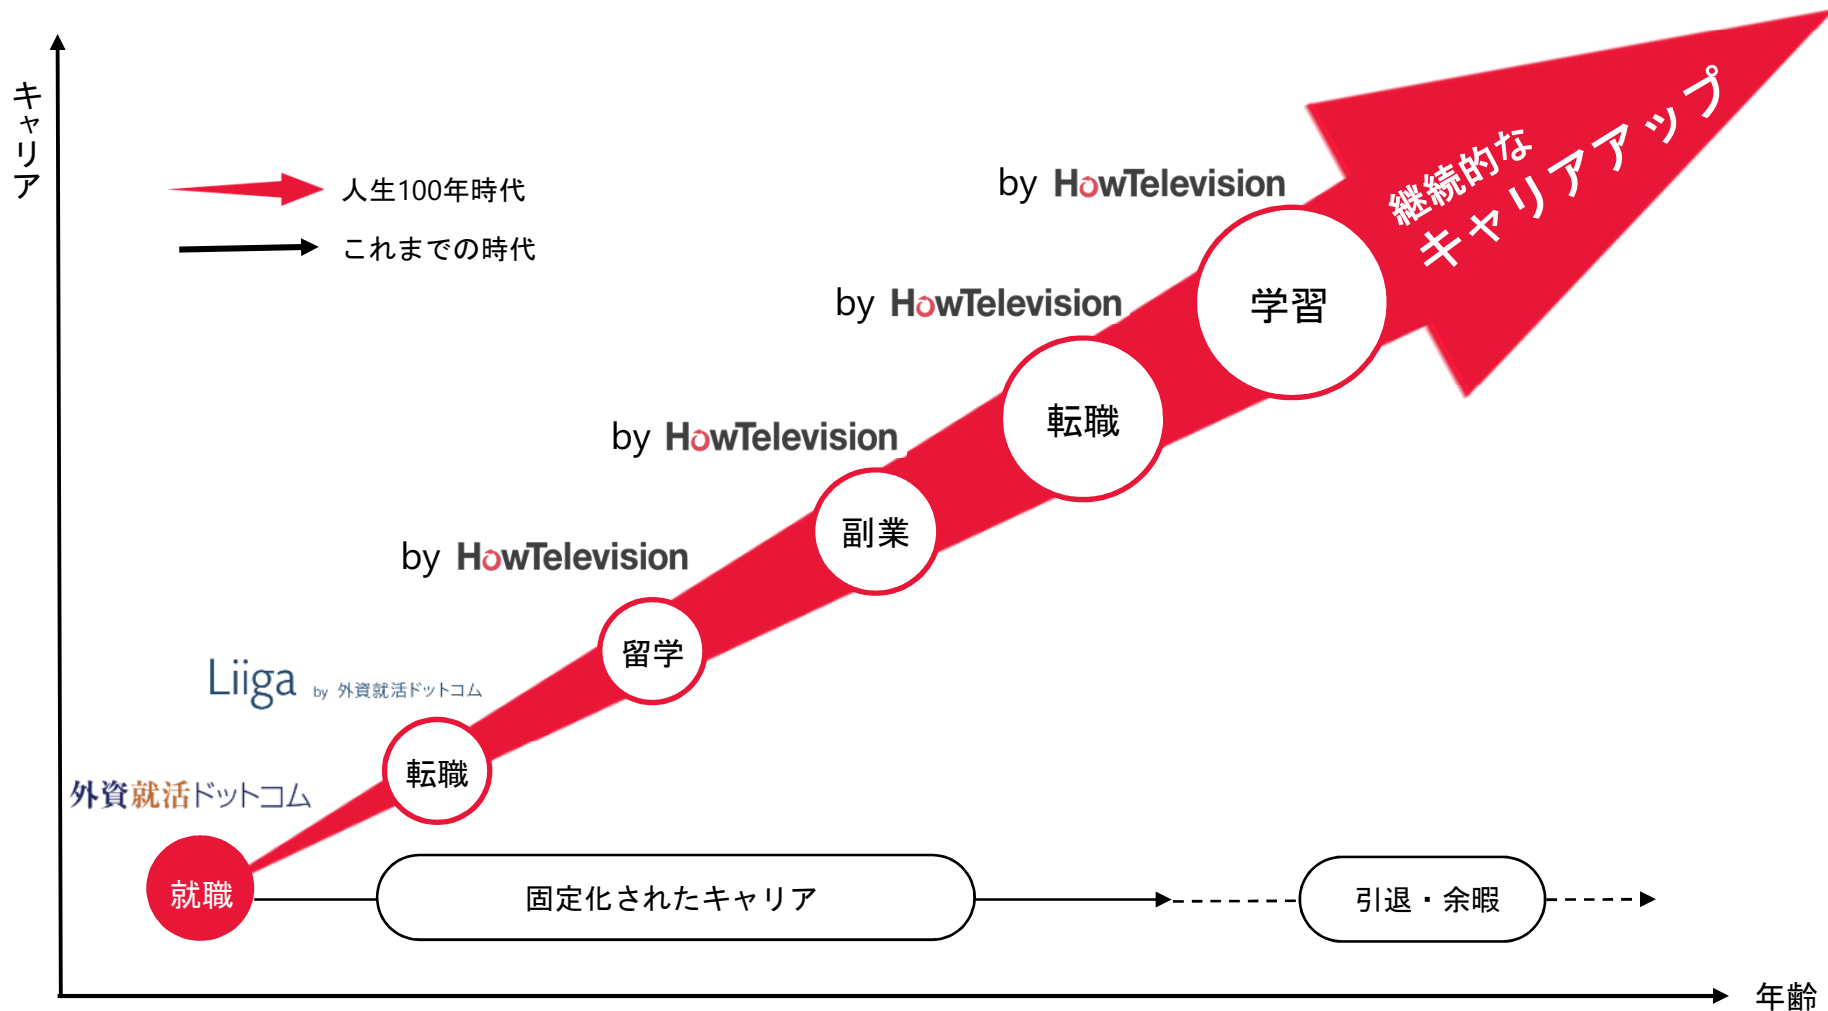 キャリア
人生100年時代
これまでの時代
継続的な
キャリアアップ
by HowTelevision
学習
by HowTelevision
転職
by HowTelevision
副業
by HowTelevision
留学
Liiga by 外資就活ドットコム
転職
外資就活ドットコム
就職
固定化されたキャリア
引退・余暇
年齢